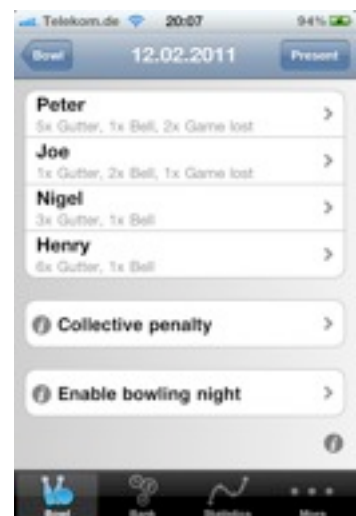 Telekom.de 20:07 94%
Bowl 12.02.2011 Present
Peter
5x Gutter, 1x Bell, 2x Game lost
Joe
1x Gutter, 2x Bell, 1x Game lost
Nigel
3x Gutter, 1x Bell
Henry
6x Gutter, 1x Bell
Collective penalty
Enable bowling night
Bowl Bank Statistics More